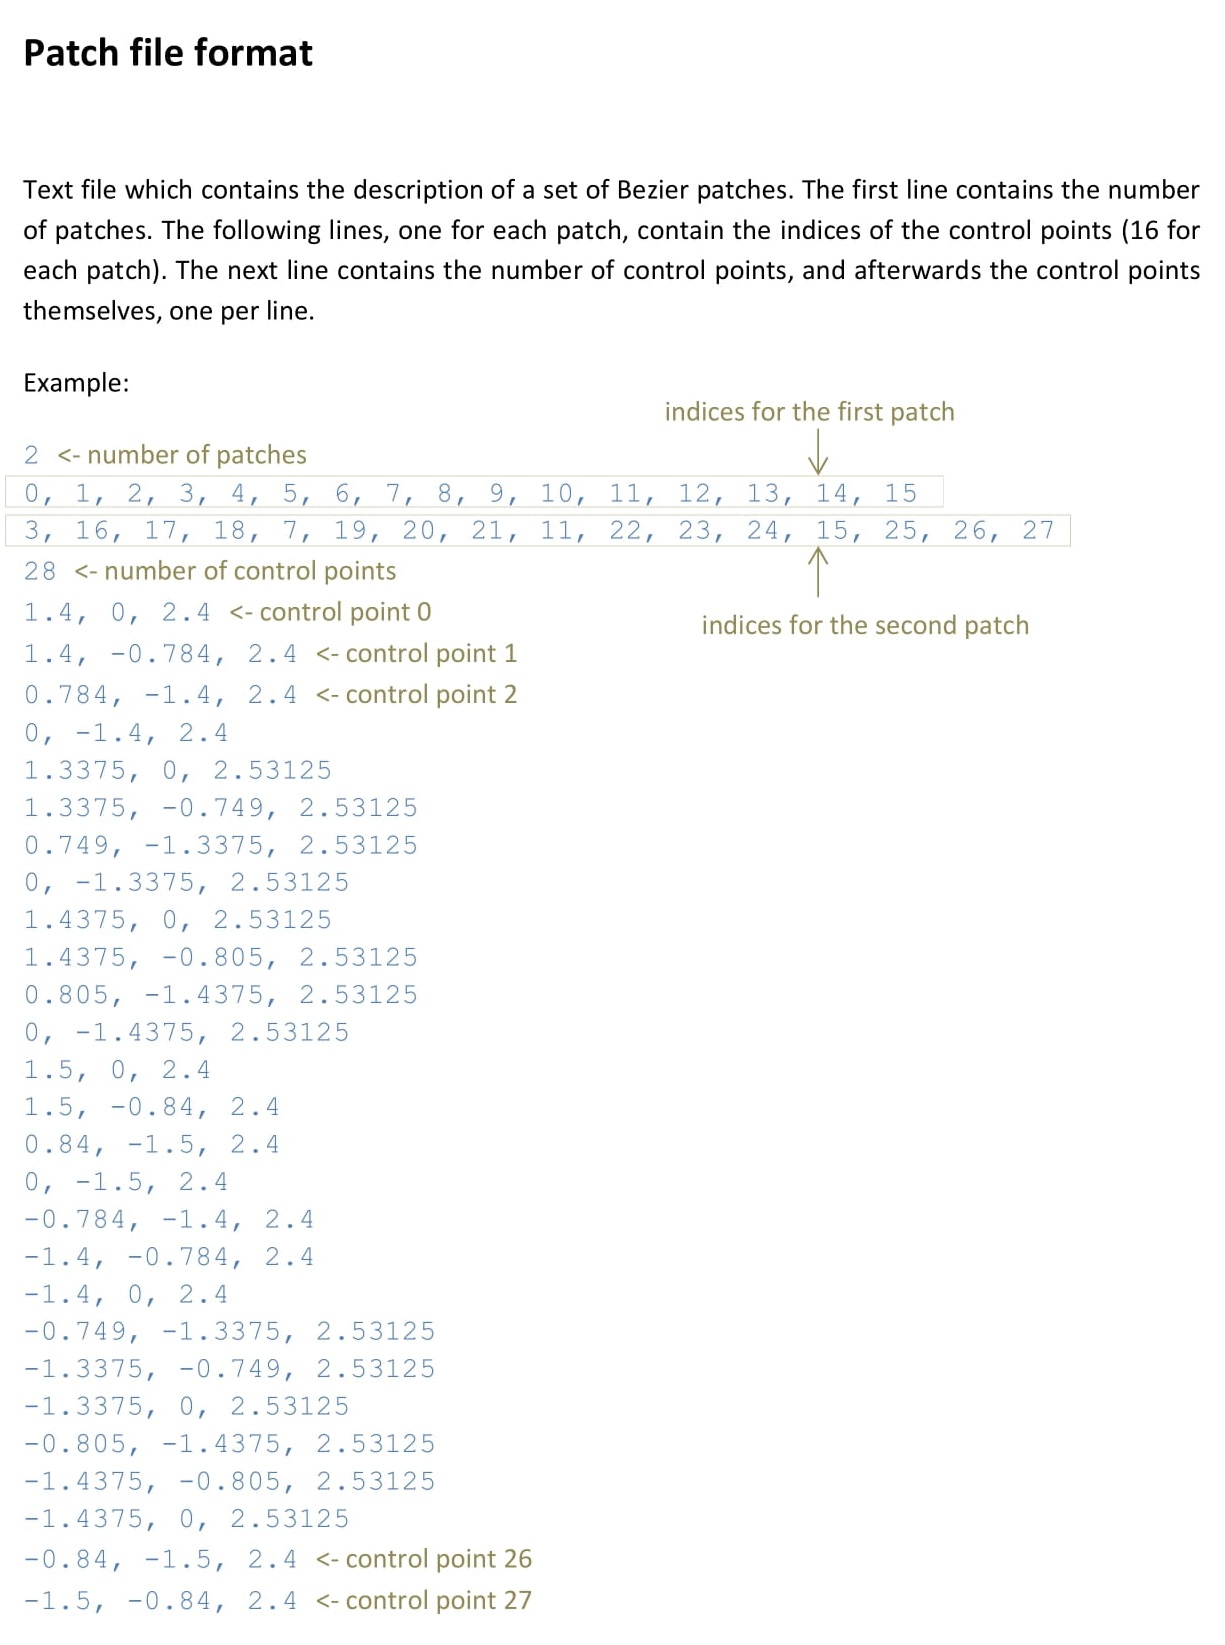 Patch file format
Text file which contains the description of a set of Bezier patches. The first line contains the number
of patches. The following lines, one for each patch, contain the indices of the control points (16 for
each patch). The next line contains the number of control points, and afterwards the control points
themselves, one per line.
Example:
indices for the first patch
2 <- number of patches
0, 1, 2, 3, 4, 5, 6, 7, 8, 9, 10, 11, 12, 13, 14, 15
3, 16, 17, 18, 7, 19, 20, 21, 11, 22, 23, 24, 15, 25, 26, 27
28 <- number of control points
1.4, 0, 2.4 <- control point 0
indices for the second patch
1.4, -0.784, 2.4 <- control point 1
0.784, -1.4, 2.4 <- control point 2
0, -1.4, 2.4
1.3375, 0, 2.53125
1.3375, -0.749, 2.53125
0.749, -1.3375, 2.53125
0, -1.3375, 2.53125
1.4375, 0, 2.53125
1.4375, -0.805, 2.53125
0.805, -1.4375, 2.53125
0, -1.4375, 2.53125
1.5, 0, 2.4
1.5, -0.84, 2.4
0.84, -1.5, 2.4
0, -1.5, 2.4
-0.784, -1.4, 2.4
-1.4, -0.784, 2.4
-1.4, 0, 2.4
-0.749, -1.3375, 2.53125
-1.3375, -0.749, 2.53125
-1.3375, 0, 2.53125
-0.805, -1.4375, 2.53125
-1.4375, -0.805, 2.53125
-1.4375, 0, 2.53125
-0.84, -1.5, 2.4 <- control point 26
-1.5, -0.84, 2.4 <- control point 27